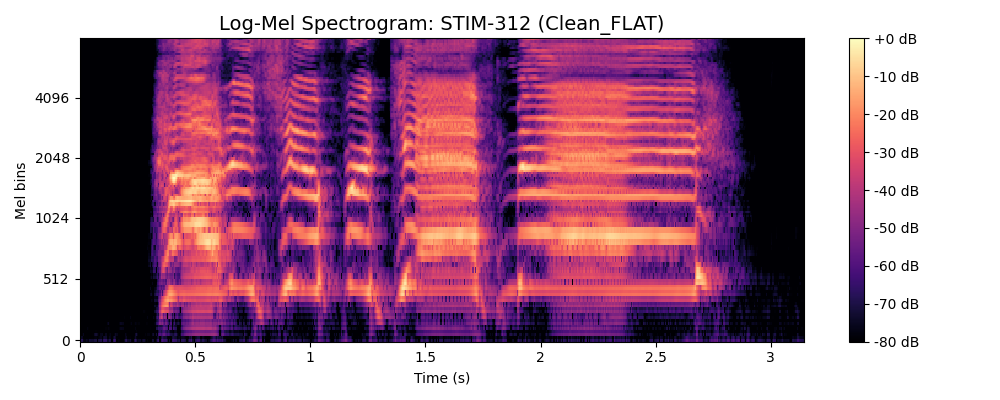 Log-Mel Spectrogram: STIM-312 (Clean_FLAT)
Mel bins
4096
2048
1024
512
0
0
0.5
1
1.5
2
2.5
3
Time (s)
+0 dB
-10 dB
-20 dB
-30 dB
-40 dB
-50 dB
-60 dB
-70 dB
-80 dB